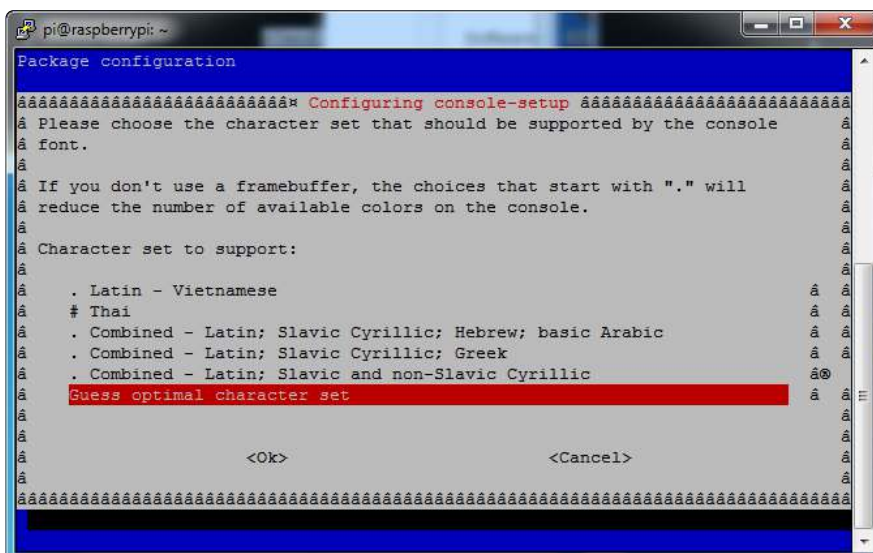 pi@raspberrypi: ~
Package configuration
âââââââââââââââââââââââââ¤ Configuring console-setup ââââââââââââââââââââââââââ
â Please choose the character set that should be supported by the console â
â font. â
â â
â If you don't use a framebuffer, the choices that start with "." will â
â reduce the number of available colors on the console. â
â â
â Character set to support: â
â â
â . Latin - Vietnamese â â
â # Thai â â
â . Combined - Latin; Slavic Cyrillic; Hebrew; basic Arabic â â
â . Combined - Latin; Slavic Cyrillic; Greek â â
â . Combined - Latin; Slavic and non-Slavic Cyrillic â®
â Guess optimal character set â â
â â
â â
â <Ok> <Cancel> â
â â
ââââââââââââââââââââââââââââââââââââââââââââââââââââââââââââââââââââââââââââââââ